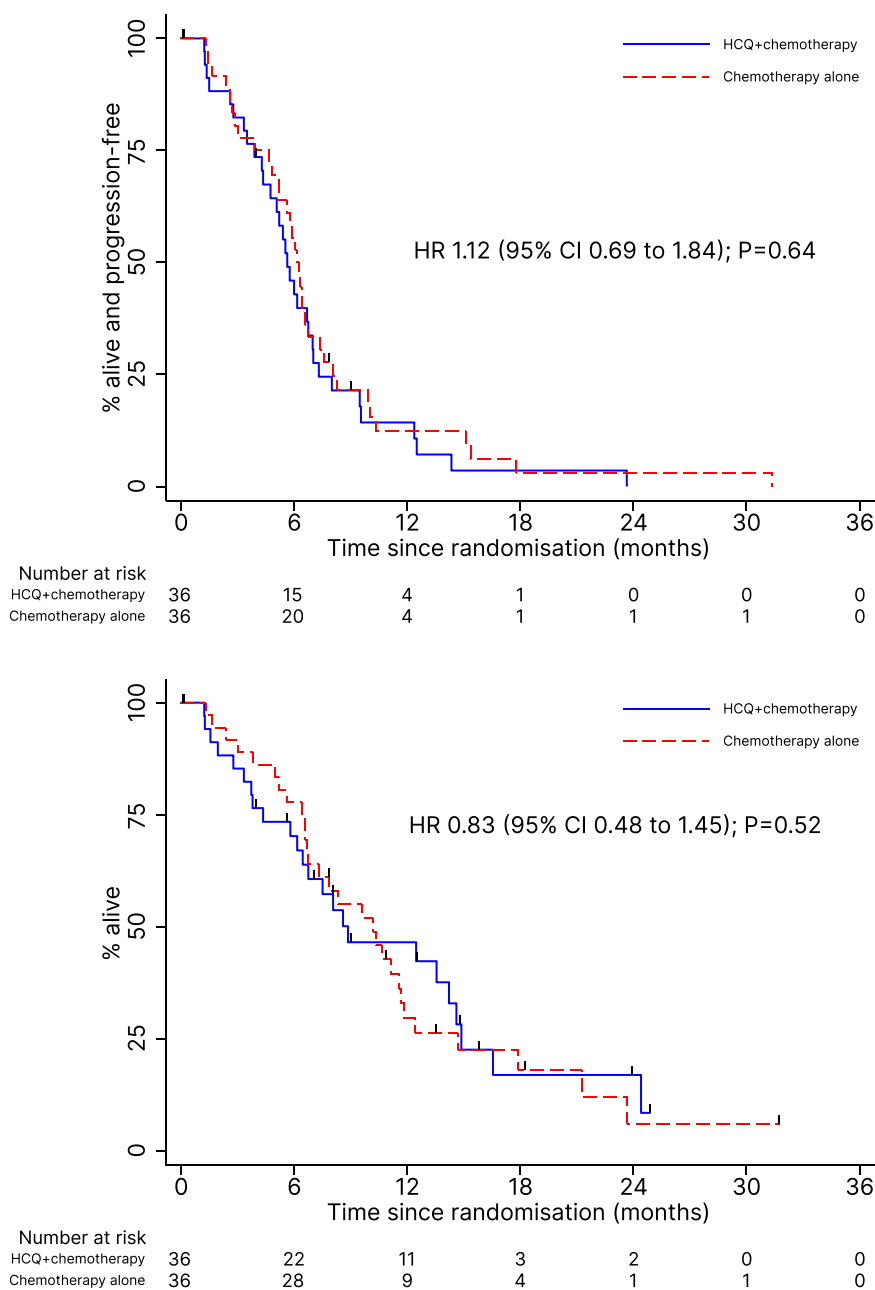 HCQ+chemotherapy
Chemotherapy alone
% alive and progression-free
100
75
50
25
0
HR 1.12 (95% CI 0.69 to 1.84); P=0.64
0 6 12 18 24 30 36
Time since randomisation (months)
Number at risk
HCQ+chemotherapy 36 15 4 1 0 0 0
Chemotherapy alone 36 20 4 1 1 1 0
HCQ+chemotherapy
Chemotherapy alone
% alive
100
75
50
25
0
HR 0.83 (95% CI 0.48 to 1.45); P=0.52
0 6 12 18 24 30 36
Time since randomisation (months)
Number at risk
HCQ+chemotherapy 36 22 11 3 2 0 0
Chemotherapy alone 36 28 9 4 1 1 0